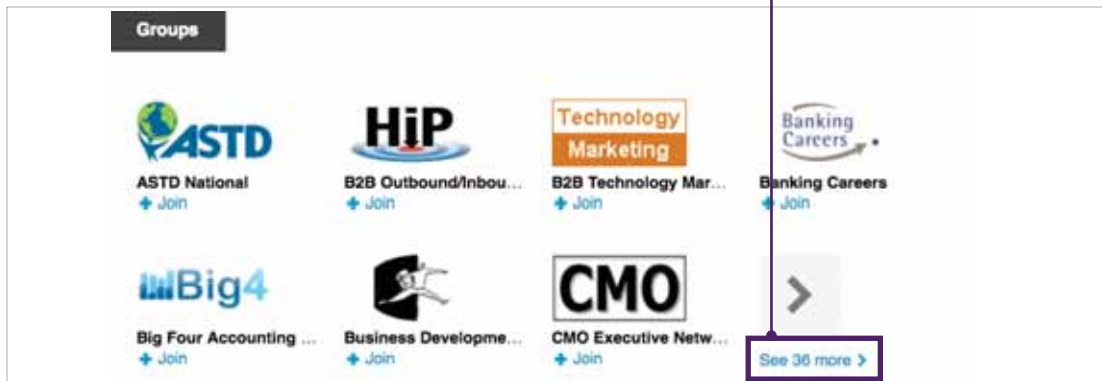 Groups
ASTD
HiP
Technology
Marketing
Banking
Careers
ASTD National
B2B Outbound/Inbou...
B2B Technology Mar...
Banking Careers
+ Join
+ Join
+ Join
+ Join
Big4
CMO
Big Four Accounting ...
Business Developme...
CMO Executive Netw...
+ Join
+ Join
+ Join
See 36 more >